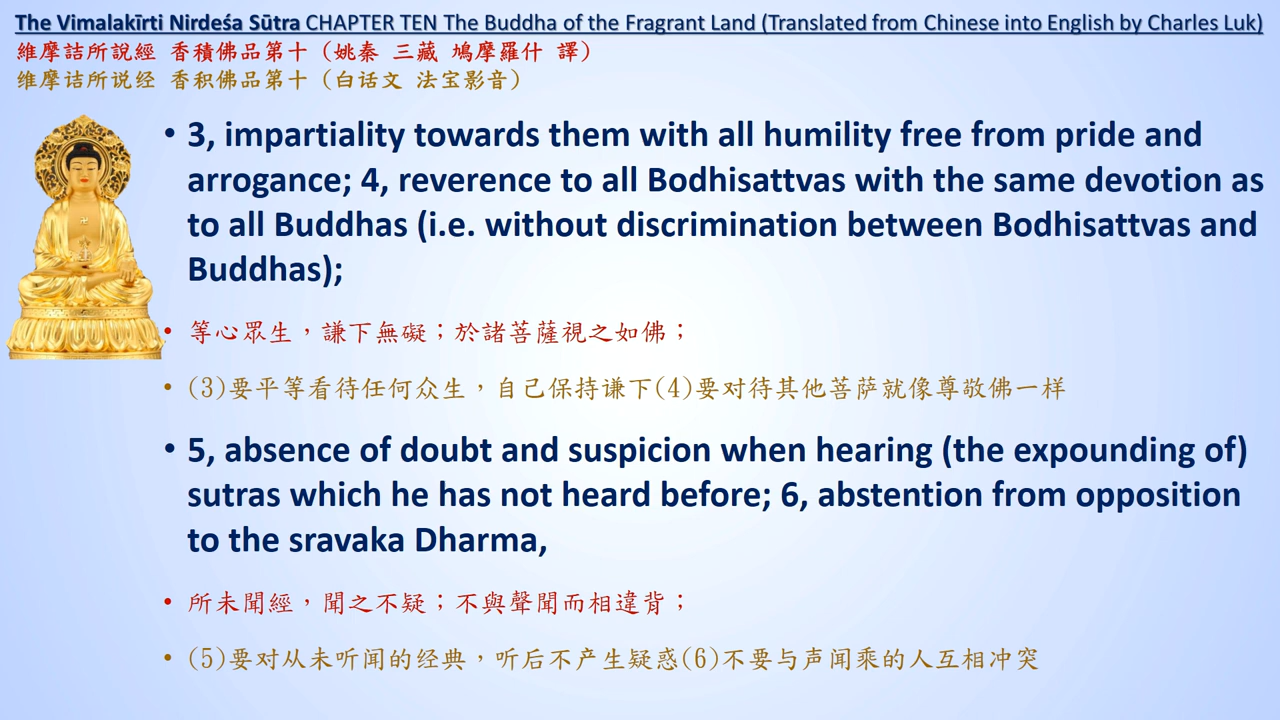 The Vimalakīrti Nirdeśa Sūtra CHAPTER TEN The Buddha of the Fragrant Land (Translated from Chinese into English by Charles Luk)
維摩詰所說經 香積佛品第十（姚秦 三藏 鳩摩羅什 譯）
维摩诘所说经 香积佛品第十（白话文 法宝影音）
• 3, impartiality towards them with all humility free from pride and
arrogance; 4, reverence to all Bodhisattvas with the same devotion as
to all Buddhas (i.e. without discrimination between Bodhisattvas and
Buddhas);
• 等心眾生，謙下無礙；於諸菩薩視之如佛；
• (3)要平等看待任何众生，自己保持谦下(4)要对待其他菩萨就像尊敬佛一样
• 5, absence of doubt and suspicion when hearing (the expounding of)
sutras which he has not heard before; 6, abstention from opposition
to the sravaka Dharma,
• 所未聞經，聞之不疑；不與聲聞而相違背；
• (5)要对从未听闻的经典，听后不产生疑惑(6)不要与声闻乘的人互相冲突